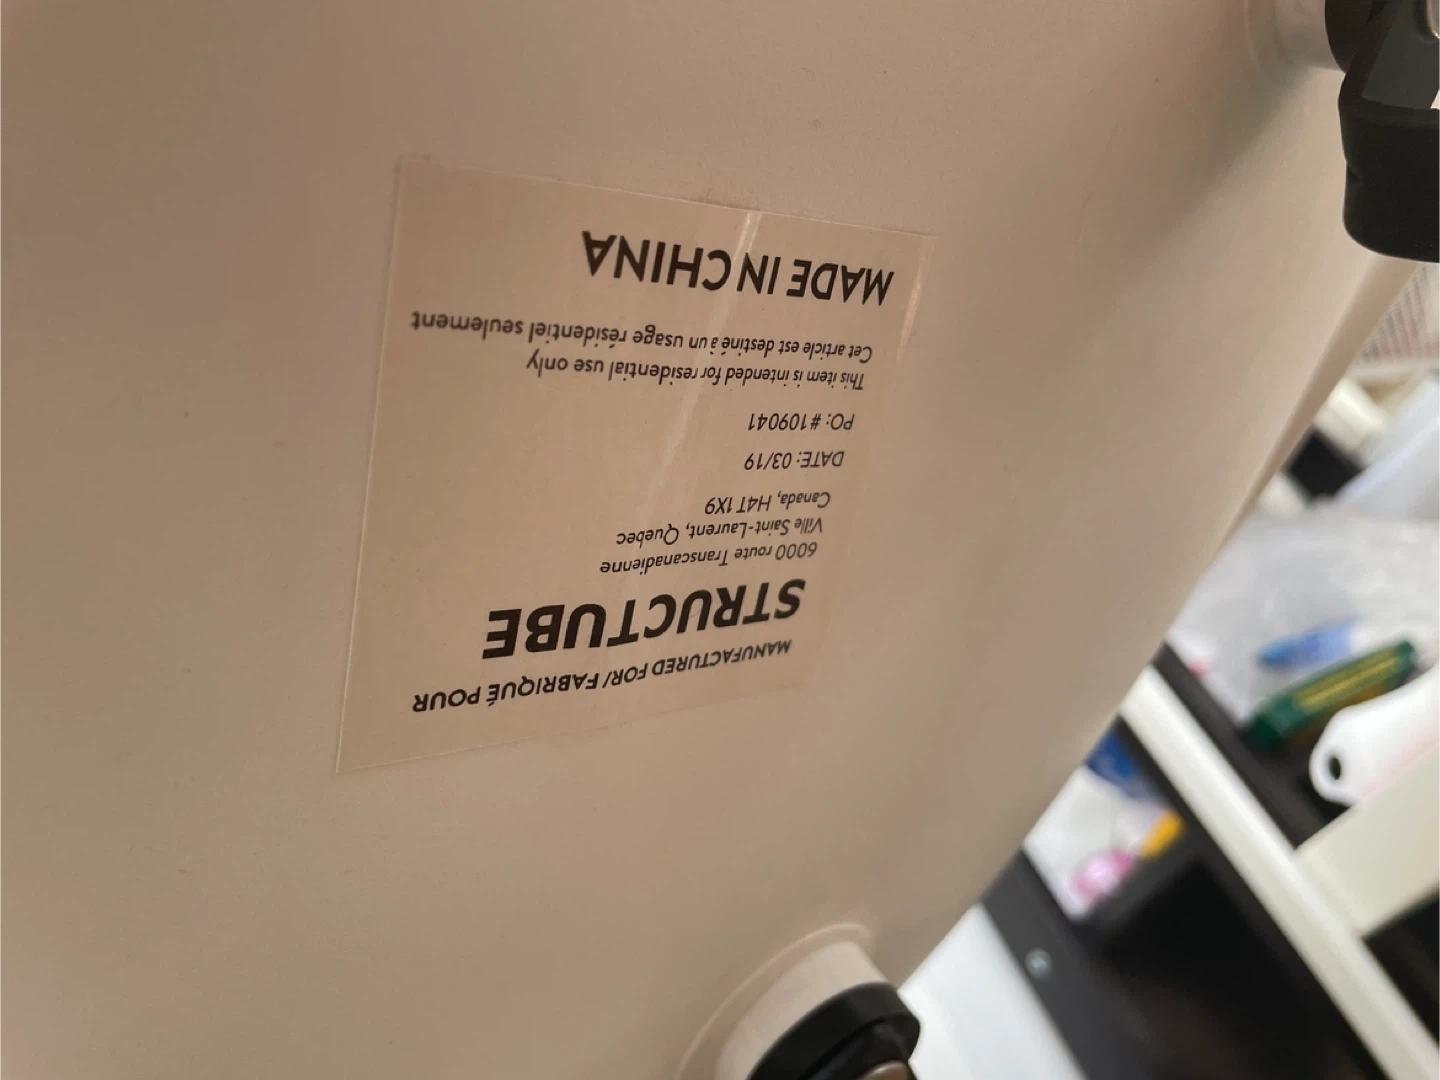 MANUFACTURED FOR/ FABRIQUÉ POUR
STRUCTUBE
6000 route Transcanadienne
Ville Saint-Laurent, Quebec
Canada, H4T 1X9
DATE: 03/19
PO: #109041
This item is intended for residential use only
Cet article est destiné à un usage résidentiel seulement
MADE IN CHINA